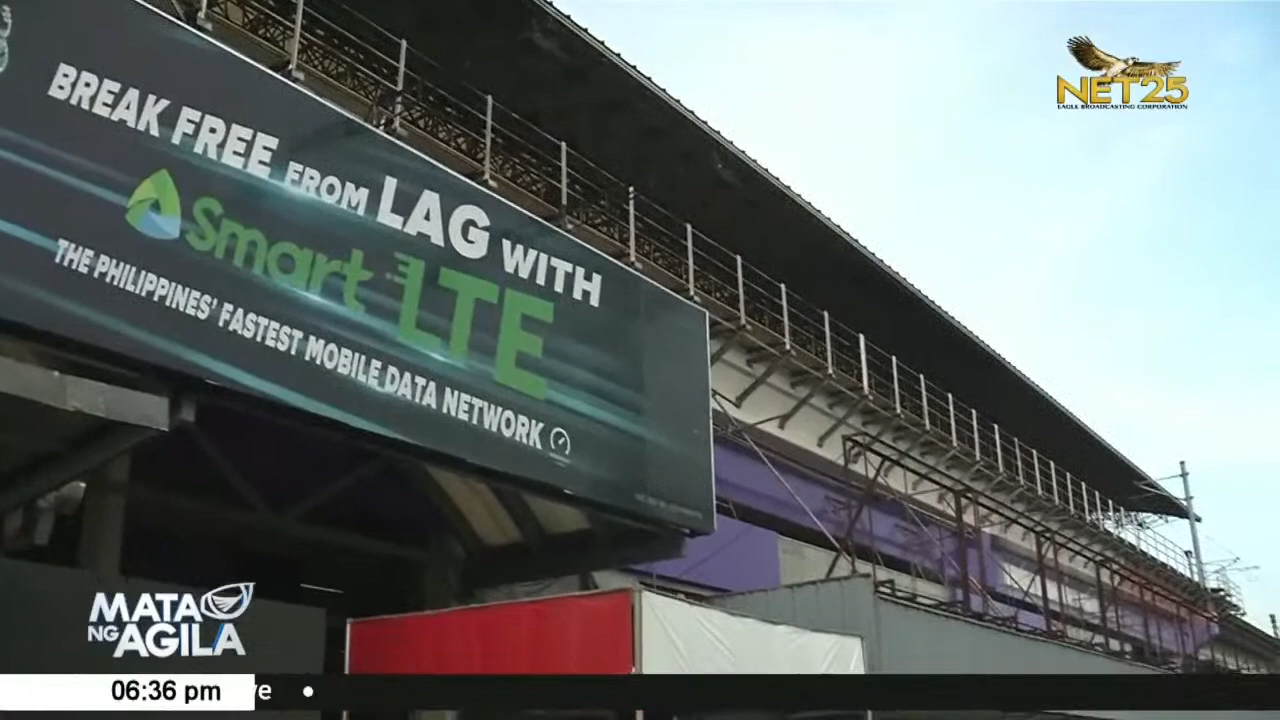 BREAK FREE FROM LAG WITH
Smart LTE
THE PHILIPPINES' FASTEST MOBILE DATA NETWORK
NET25
EAGLE BROADCASTING CORPORATION
MATA
NG AGILA
06:36 pm